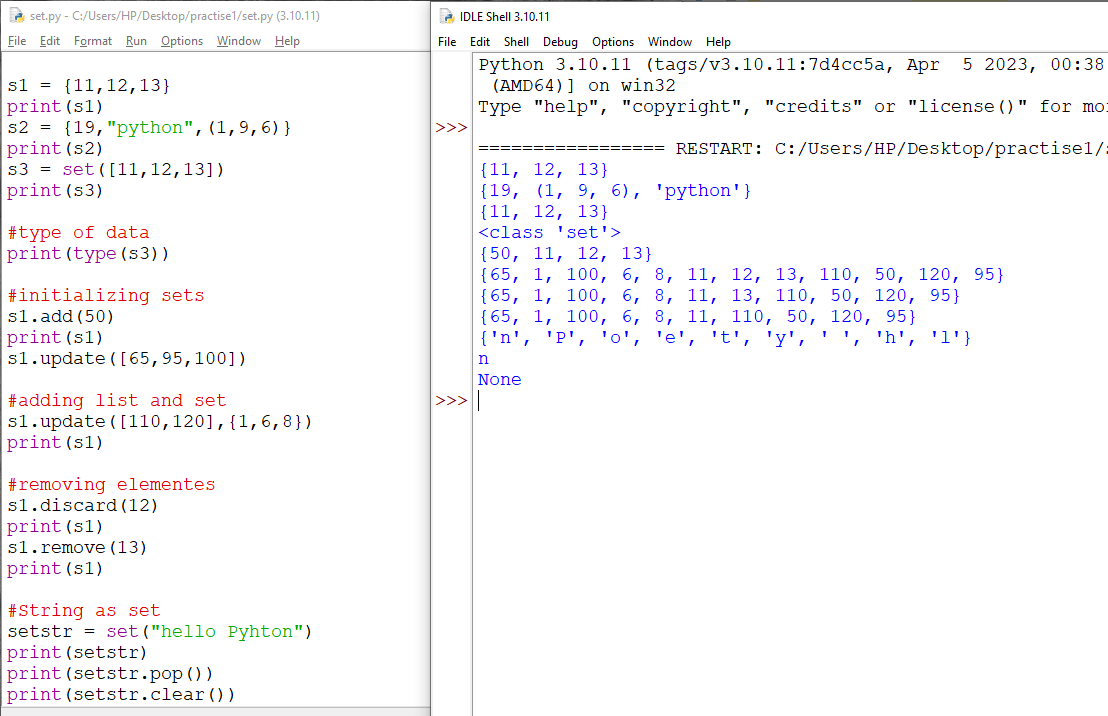 set.py - C:/Users/HP/Desktop/practise1/set.py (3.10.11)
File Edit Format Run Options Window Help
s1 = {11,12,13}
print(s1)
s2 = {19,"python",(1,9,6)}
print(s2)
s3 = set([11,12,13])
print(s3)
#type of data
print(type(s3))
#initializing sets
s1.add(50)
print(s1)
s1.update([65,95,100])
#adding list and set
s1.update([110,120],{1,6,8})
print(s1)
#removing elementes
s1.discard(12)
print(s1)
s1.remove(13)
print(s1)
#String as set
setstr = set("hello Pyhton")
print(setstr)
print(setstr.pop())
print(setstr.clear())
IDLE Shell 3.10.11
File Edit Shell Debug Options Window Help
Python 3.10.11 (tags/v3.10.11:7d4cc5a, Apr  5 2023, 00:38
(AMD64)] on win32
Type "help", "copyright", "credits" or "license()" for
>>>
================= RESTART: C:/Users/HP/Desktop/practise1/
{11, 12, 13}
{19, (1, 9, 6), 'python'}
{11, 12, 13}
<class 'set'>
{50, 11, 12, 13}
{65, 1, 100, 6, 8, 11, 12, 13, 110, 50, 120, 95}
{65, 1, 100, 6, 8, 11, 13, 110, 50, 120, 95}
{65, 1, 100, 6, 8, 11, 110, 50, 120, 95}
{'n', 'P', 'o', 'e', 't', 'y', ' ', 'h', 'l'}
n
None
>>>